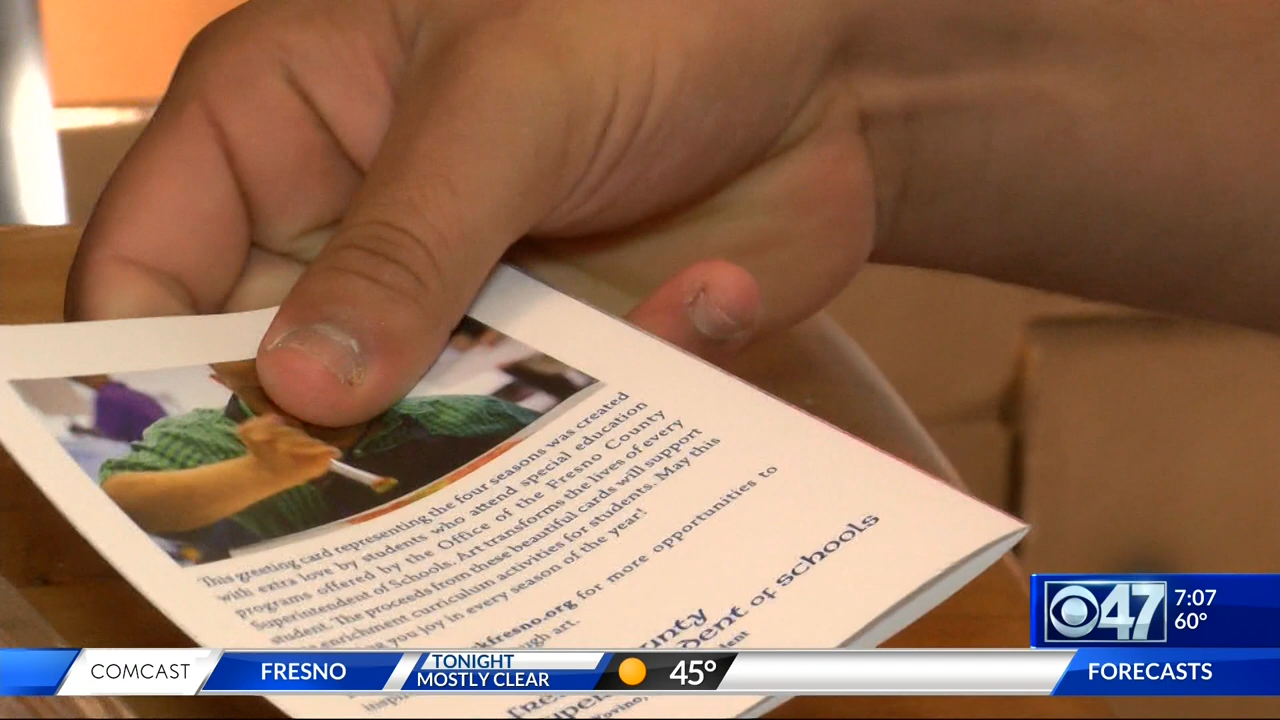 This greeting card representing the four seasons was created
with extra love by students who attend special education
programs offered by the Office of the Fresno County
Superintendent of Schools. Art transforms the lives of every
student. The proceeds from these beautiful cards will support
enrichment curriculum activities for students. May this
you joy in every season of the year!
kfresno.org for more opportunities to
through art.
of schools
47
7:07
60°
COMCAST
FRESNO
TONIGHT
MOSTLY CLEAR
45°
FORECASTS